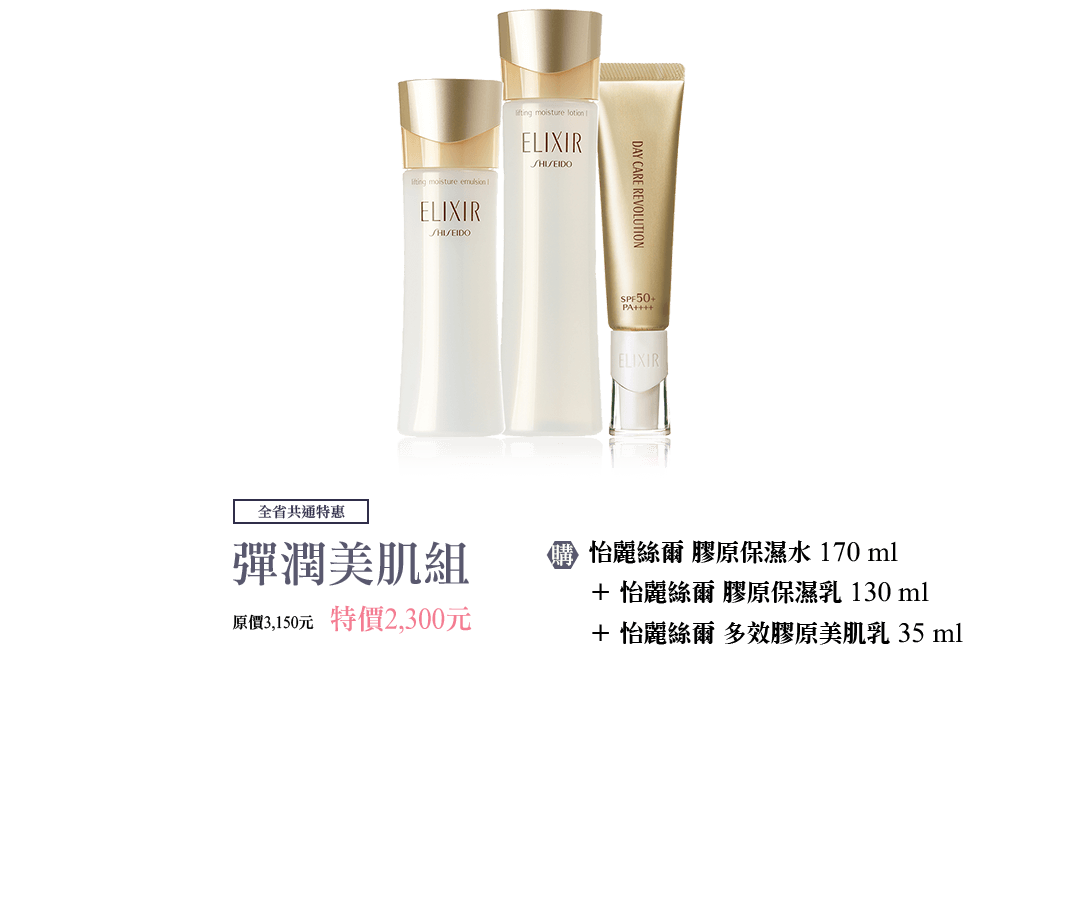 lifting moisture lotion I
ELIXIR
SHISEIDO
lifting moisture emulsion I
ELIXIR
SHISEIDO
DAY CARE REVOLUTION
SPF50+
PA++++
ELIXIR
全省共通特惠
彈潤美肌組
原價3,150元 特價2,300元
購 怡麗絲爾 膠原保濕水 170 ml
＋ 怡麗絲爾 膠原保濕乳 130 ml
＋ 怡麗絲爾 多效膠原美肌乳 35 ml